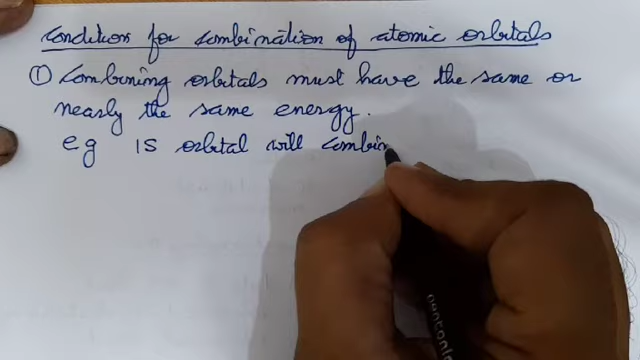 Condition for combination of atomic orbitals
① Combining orbitals must have the same or
nearly the same energy.
eg 1S orbital will combin